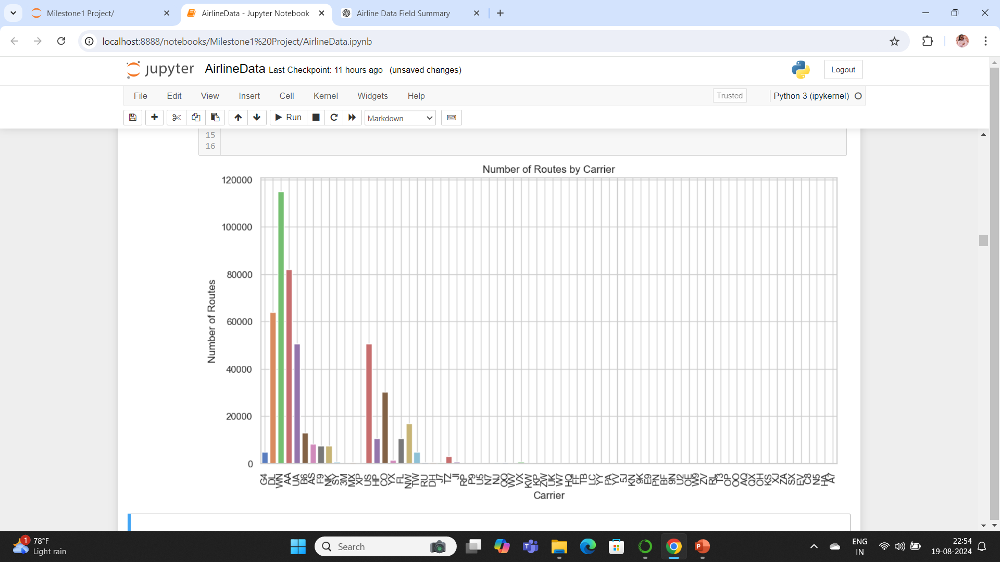 Milestone1 Project/
AirlineData - Jupyter Notebook
Airline Data Field Summary
localhost:8888/notebooks/Milestone1%20Project/AirlineData.ipynb
jupyter AirlineData Last Checkpoint: 11 hours ago (unsaved changes)
Logout
File Edit View Insert Cell Kernel Widgets Help
Trusted
Python 3 (ipykernel)
Run
Markdown
15
16
Number of Routes by Carrier
120000
100000
80000
60000
40000
20000
0
Number of Routes
G4 DL WN AA UA B6 AS F9 NK SY 3M MX XP US HP CO YX FL NW TW RU DH J7 TZ JI RP P9 U5 N7 NJ QQ WV VX KW KP ZW UK W7 HQ FF TB LC YY PA YV 5J KN 9K E9 PN BF 9N U2 OE W9 ZV RL T3 OP OO AQ QX OH KS XJ ZA SX EV C8 N5 HA A7
Carrier
1
78°F
Light rain
Search
ENG
IN
22:54
19-08-2024